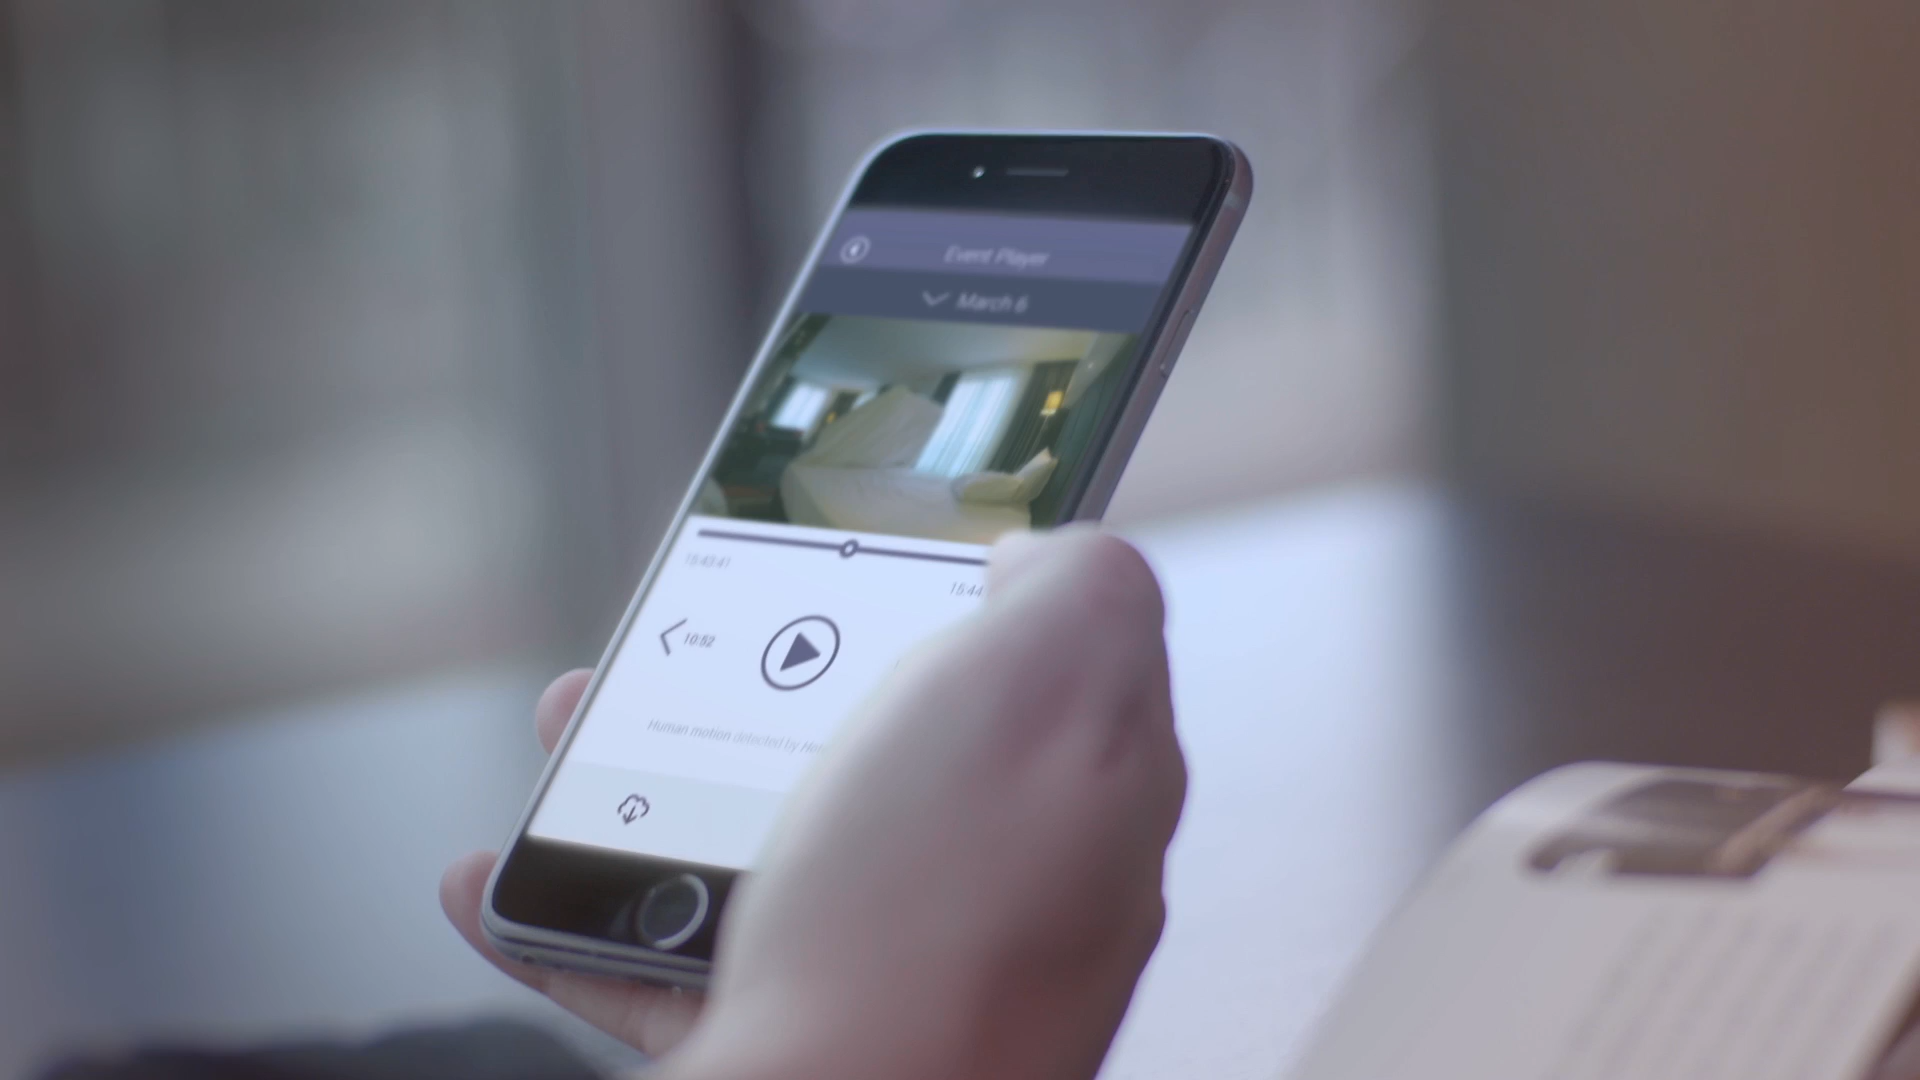 Event Player
March 6
15:43:41
15:44
10:52
Human motion detected by